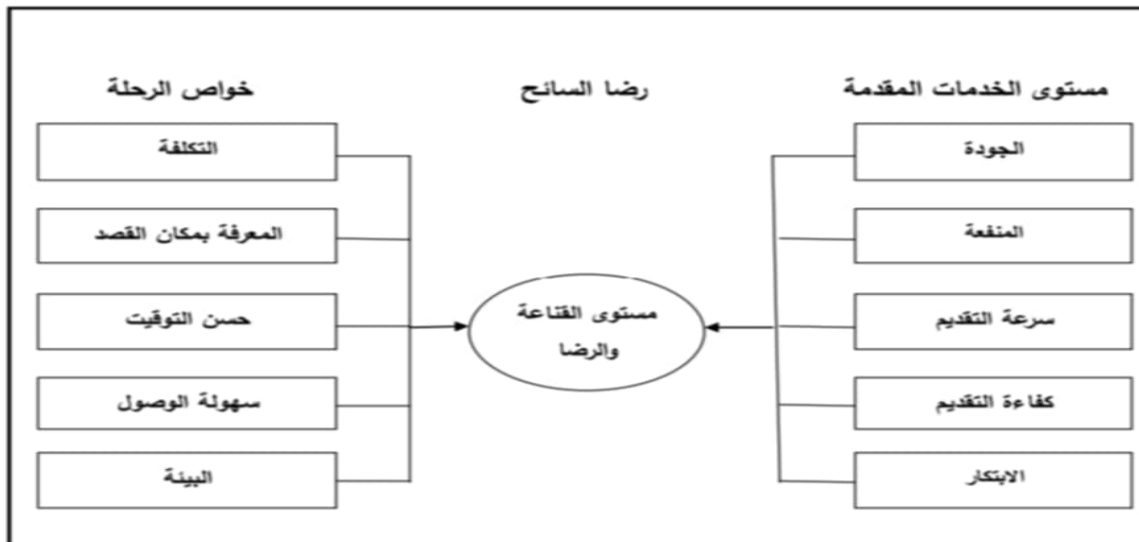 مستوى الخدمات المقدمة
رضا السائح
خواص الرحلة
الجودة
المنفعة
سرعة التقديم
كفاءة التقديم
الابتكار
مستوى القناعة
والرضا
التكلفة
المعرفة بمكان القصد
حسن التوقيت
سهولة الوصول
البيئة